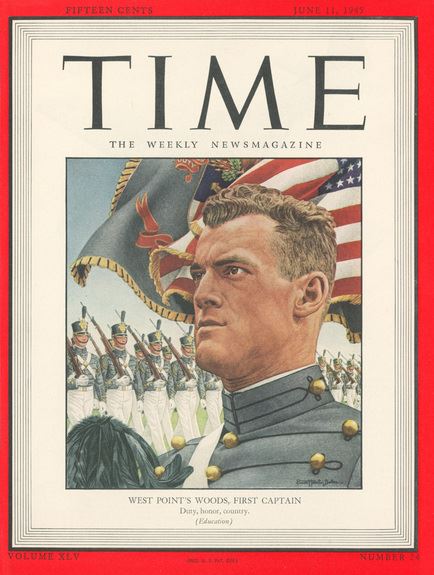 FIFTEEN CENTS JUNE 11, 1945
TIME
THE WEEKLY NEWSMAGAZINE
WEST POINT'S WOODS, FIRST CAPTAIN
Duty, honor, country.
(Education)
VOLUME XLV NUMBER 24